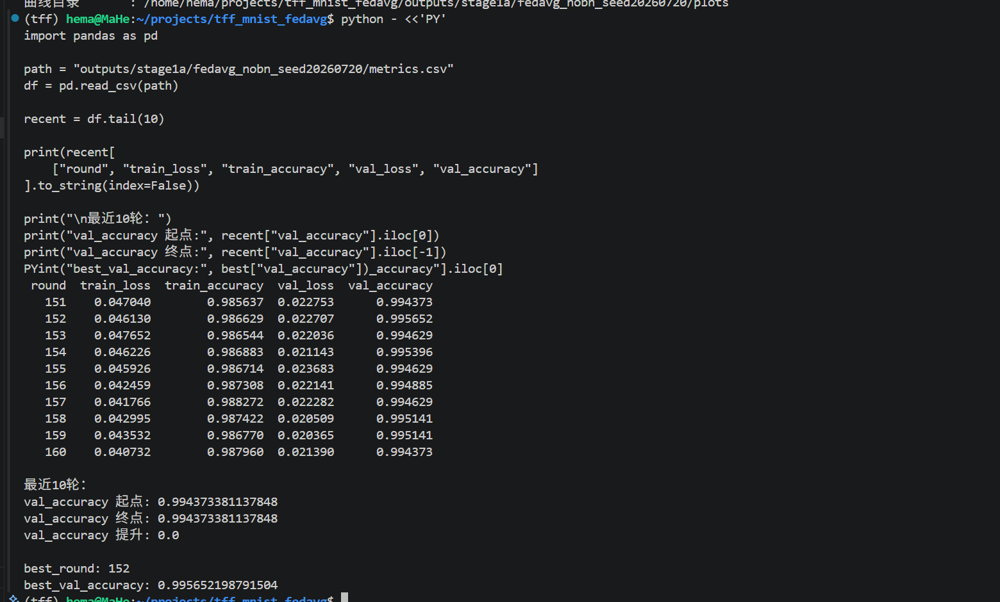 曲线目录 : /home/hema/projects/tff_mnist_fedavg/outputs/stage1a/fedavg_nobn_seed20260720/plots
(tff) hema@MaHe:~/projects/tff_mnist_fedavg$ python - <<'PY'
import pandas as pd
path = "outputs/stage1a/fedavg_nobn_seed20260720/metrics.csv"
df = pd.read_csv(path)
recent = df.tail(10)
print(recent[
    ["round", "train_loss", "train_accuracy", "val_loss", "val_accuracy"]
].to_string(index=False))
print("\n最近10轮: ")
print("val_accuracy 起点:", recent["val_accuracy"].iloc[0])
print("val_accuracy 终点:", recent["val_accuracy"].iloc[-1])
PYint("best_val_accuracy:", best["val_accuracy"])_accuracy"].iloc[0]
 round  train_loss  train_accuracy  val_loss  val_accuracy
   151    0.047040        0.985637  0.022753      0.994373
   152    0.046130        0.986629  0.022707      0.995652
   153    0.047652        0.986544  0.022036      0.994629
   154    0.046226        0.986883  0.021143      0.995396
   155    0.045926        0.986714  0.023683      0.994629
   156    0.042459        0.987308  0.022141      0.994885
   157    0.041766        0.988272  0.022282      0.994629
   158    0.042995        0.987422  0.020509      0.995141
   159    0.043532        0.986770  0.020365      0.995141
   160    0.040732        0.987960  0.021390      0.994373
最近10轮:
val_accuracy 起点: 0.994373381137848
val_accuracy 终点: 0.994373381137848
val_accuracy 提升: 0.0
best_round: 152
best_val_accuracy: 0.995652198791504
(tff) hema@MaHe:~/projects/tff_mnist_fedavg$